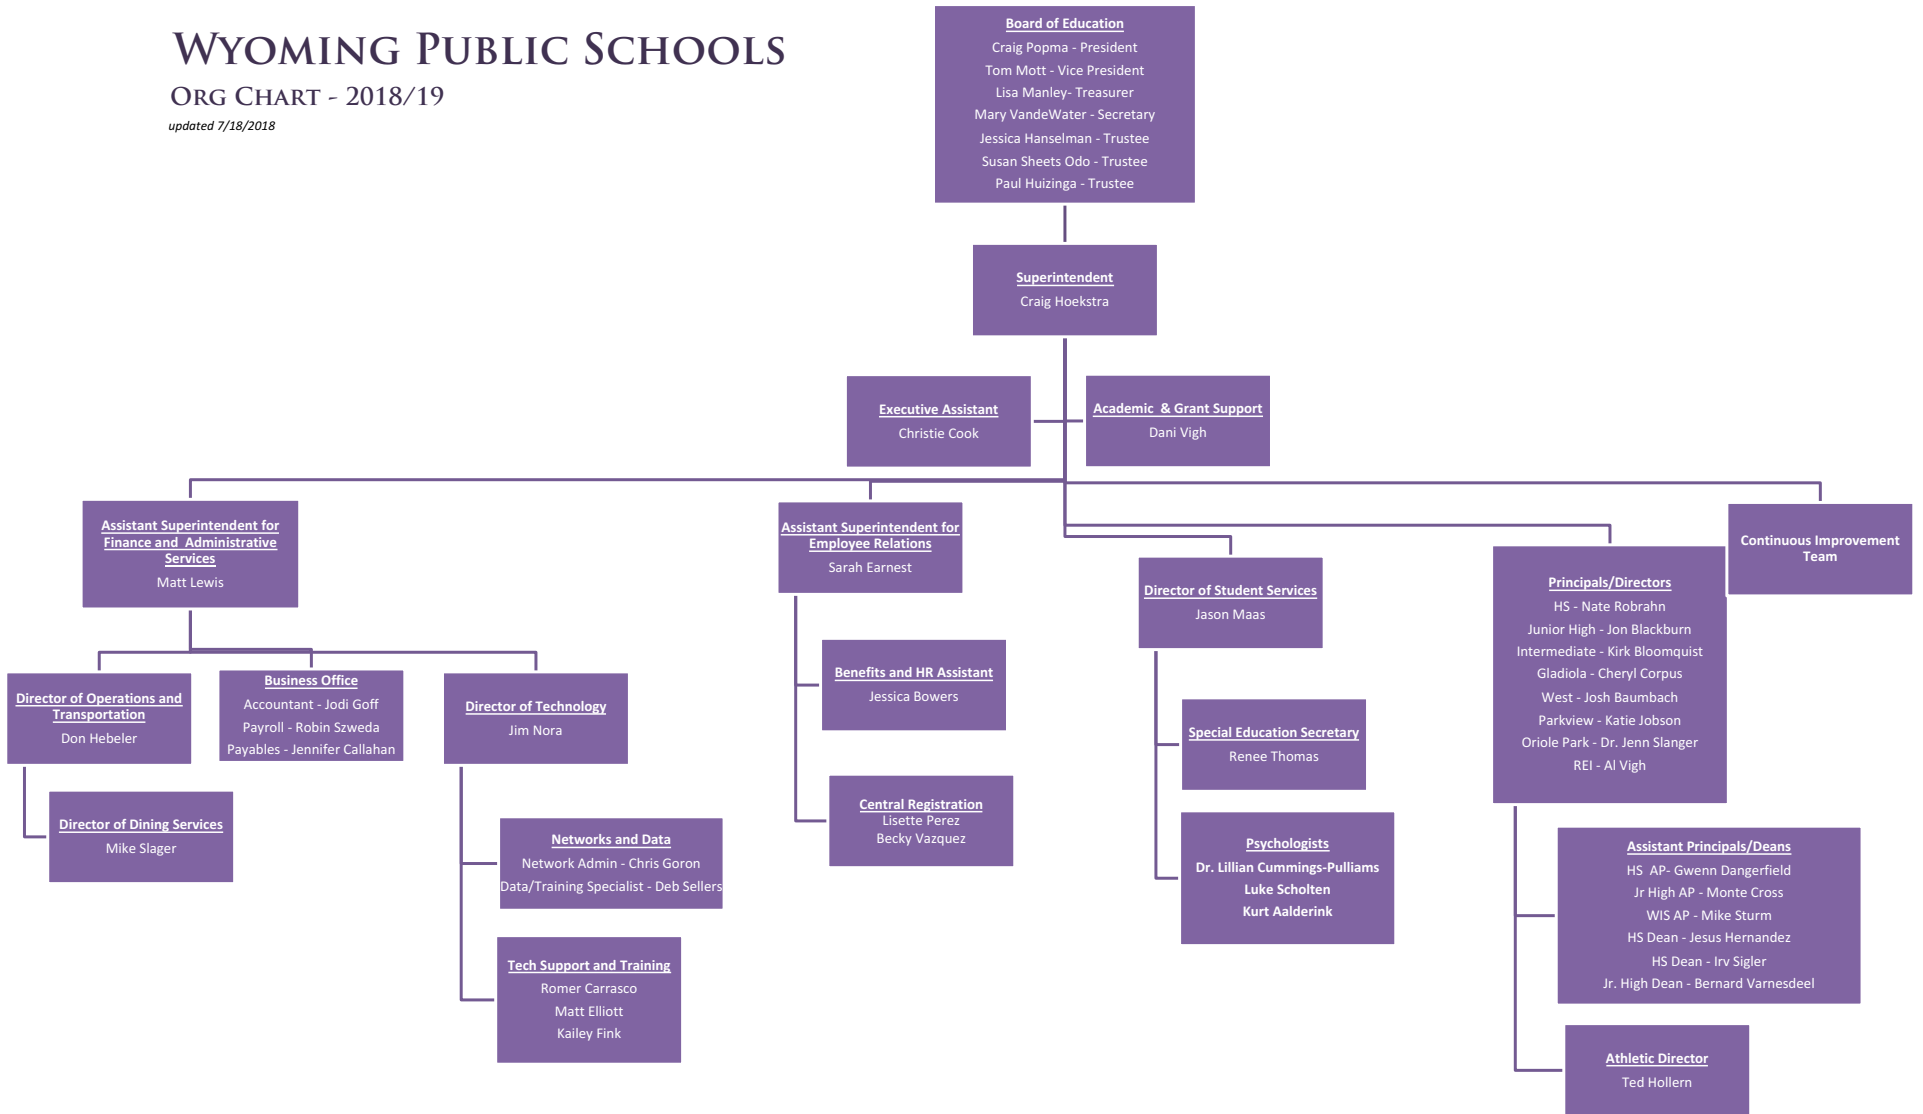 WYOMING PUBLIC SCHOOLS
ORG CHART - 2018/19
updated 7/18/2018
Board of Education
Craig Popma - President
Tom Mott - Vice President
Lisa Manley- Treasurer
Mary VandeWater - Secretary
Jessica Hanselman - Trustee
Susan Sheets Odo - Trustee
Paul Huizinga - Trustee
Superintendent
Craig Hoekstra
Executive Assistant
Christie Cook
Academic & Grant Support
Dani Vigh
Assistant Superintendent for
Finance and Administrative
Services
Matt Lewis
Assistant Superintendent for
Employee Relations
Sarah Earnest
Director of Student Services
Jason Maas
Principals/Directors
HS - Nate Robrahn
Junior High - Jon Blackburn
Intermediate - Kirk Bloomquist
Gladiola - Cheryl Corpus
West - Josh Baumbach
Parkview - Katie Jobson
Oriole Park - Dr. Jenn Slanger
REI - Al Vigh
Continuous Improvement
Team
Director of Operations and
Transportation
Don Hebeler
Business Office
Accountant - Jodi Goff
Payroll - Robin Szweda
Payables - Jennifer Callahan
Director of Technology
Jim Nora
Benefits and HR Assistant
Jessica Bowers
Special Education Secretary
Renee Thomas
Director of Dining Services
Mike Slager
Networks and Data
Network Admin - Chris Goron
Data/Training Specialist - Deb Sellers
Central Registration
Lisette Perez
Becky Vazquez
Psychologists
Dr. Lillian Cummings-Pulliams
Luke Scholten
Kurt Aalderink
Assistant Principals/Deans
HS AP- Gwenn Dangerfield
Jr High AP - Monte Cross
WIS AP - Mike Sturm
HS Dean - Jesus Hernandez
HS Dean - Irv Sigler
Jr. High Dean - Bernard Varnesdeel
Tech Support and Training
Romer Carrasco
Matt Elliott
Kailey Fink
Athletic Director
Ted Hollern